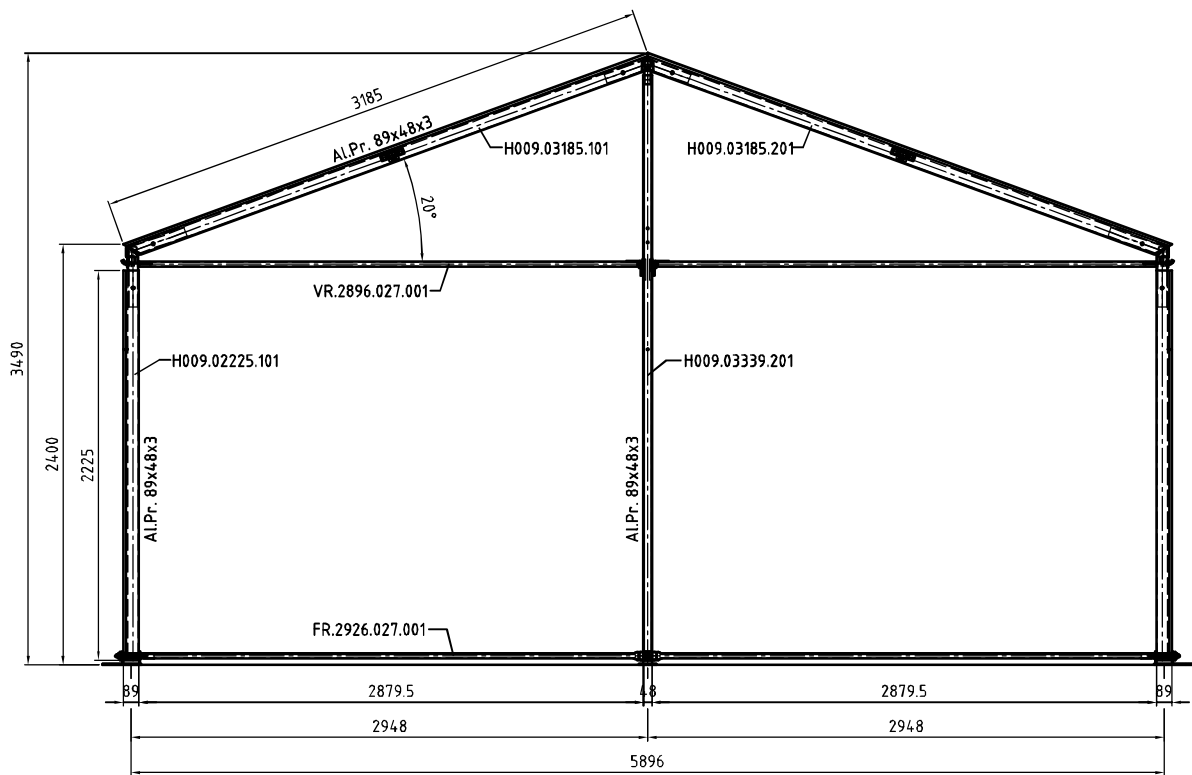 3185
Al.Pr. 89x48x3
H009.03185.101
H009.03185.201
20°
VR.2896.027.001
3490
H009.02225.101
H009.03339.201
2400
2225
Al.Pr. 89x48x3
Al.Pr. 89x48x3
FR.2926.027.001
89
2879.5
48
2879.5
89
2948
2948
5896